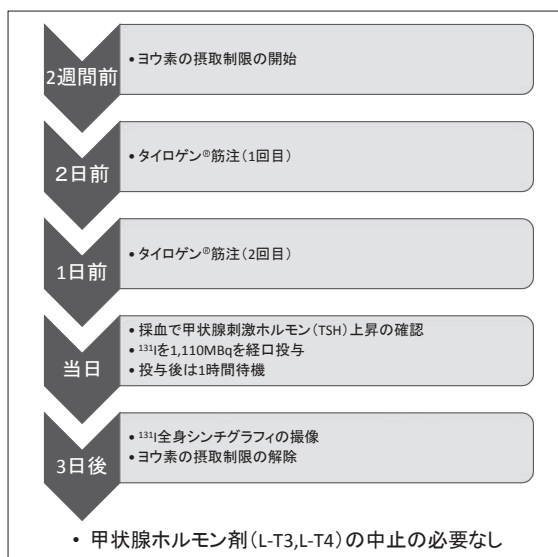 2週間前
• ヨウ素の摂取制限の開始
2日前
• タイロゲン®筋注(1回目)
1日前
• タイロゲン®筋注(2回目)
当日
• 採血で甲状腺刺激ホルモン(TSH)上昇の確認
• ¹³¹Iを1,110MBqを経口投与
• 投与後は1時間待機
3日後
• ¹³¹I全身シンチグラフィの撮像
• ヨウ素の摂取制限の解除
• 甲状腺ホルモン剤(L-T3,L-T4)の中止の必要なし